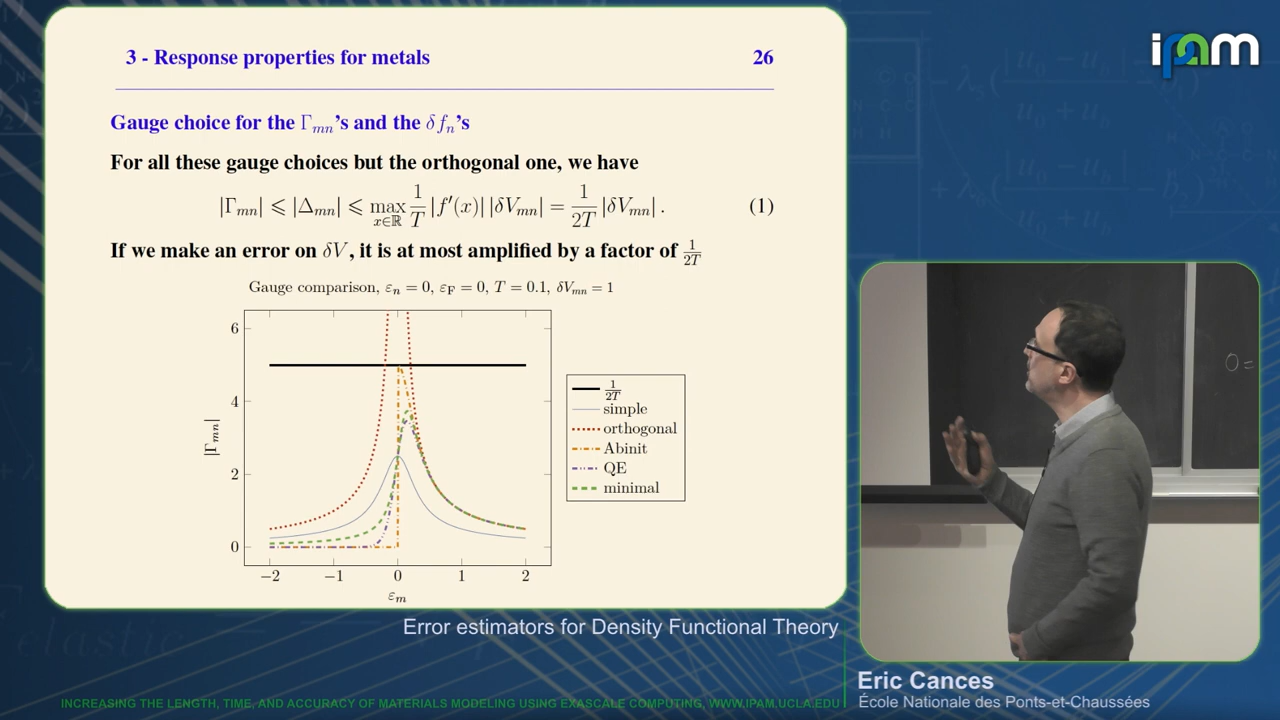 3 - Response properties for metals 26
Gauge choice for the Γₘₙ's and the δfₙ's
For all these gauge choices but the orthogonal one, we have
|Γₘₙ| ⩽ |Δₘₙ| ⩽ max_{x∈ℝ} 1/T |f′(x)| |δVₘₙ| = 1/2T |δVₘₙ| . (1)
If we make an error on δV, it is at most amplified by a factor of 1/2T
Gauge comparison, εₙ = 0, ε_F = 0, T = 0.1, δVₘₙ = 1
6
4
2
0
|Γₘₙ|
−2 −1 0 1 2
εₘ
1/2T
simple
orthogonal
Abinit
QE
minimal
ipam
0=
Error estimators for Density Functional Theory
Eric Cances
École Nationale des Ponts-et-Chaussées
INCREASING THE LENGTH, TIME, AND ACCURACY OF MATERIALS MODELING USING EXASCALE COMPUTING, WWW.IPAM.UCLA.EDU
elastic